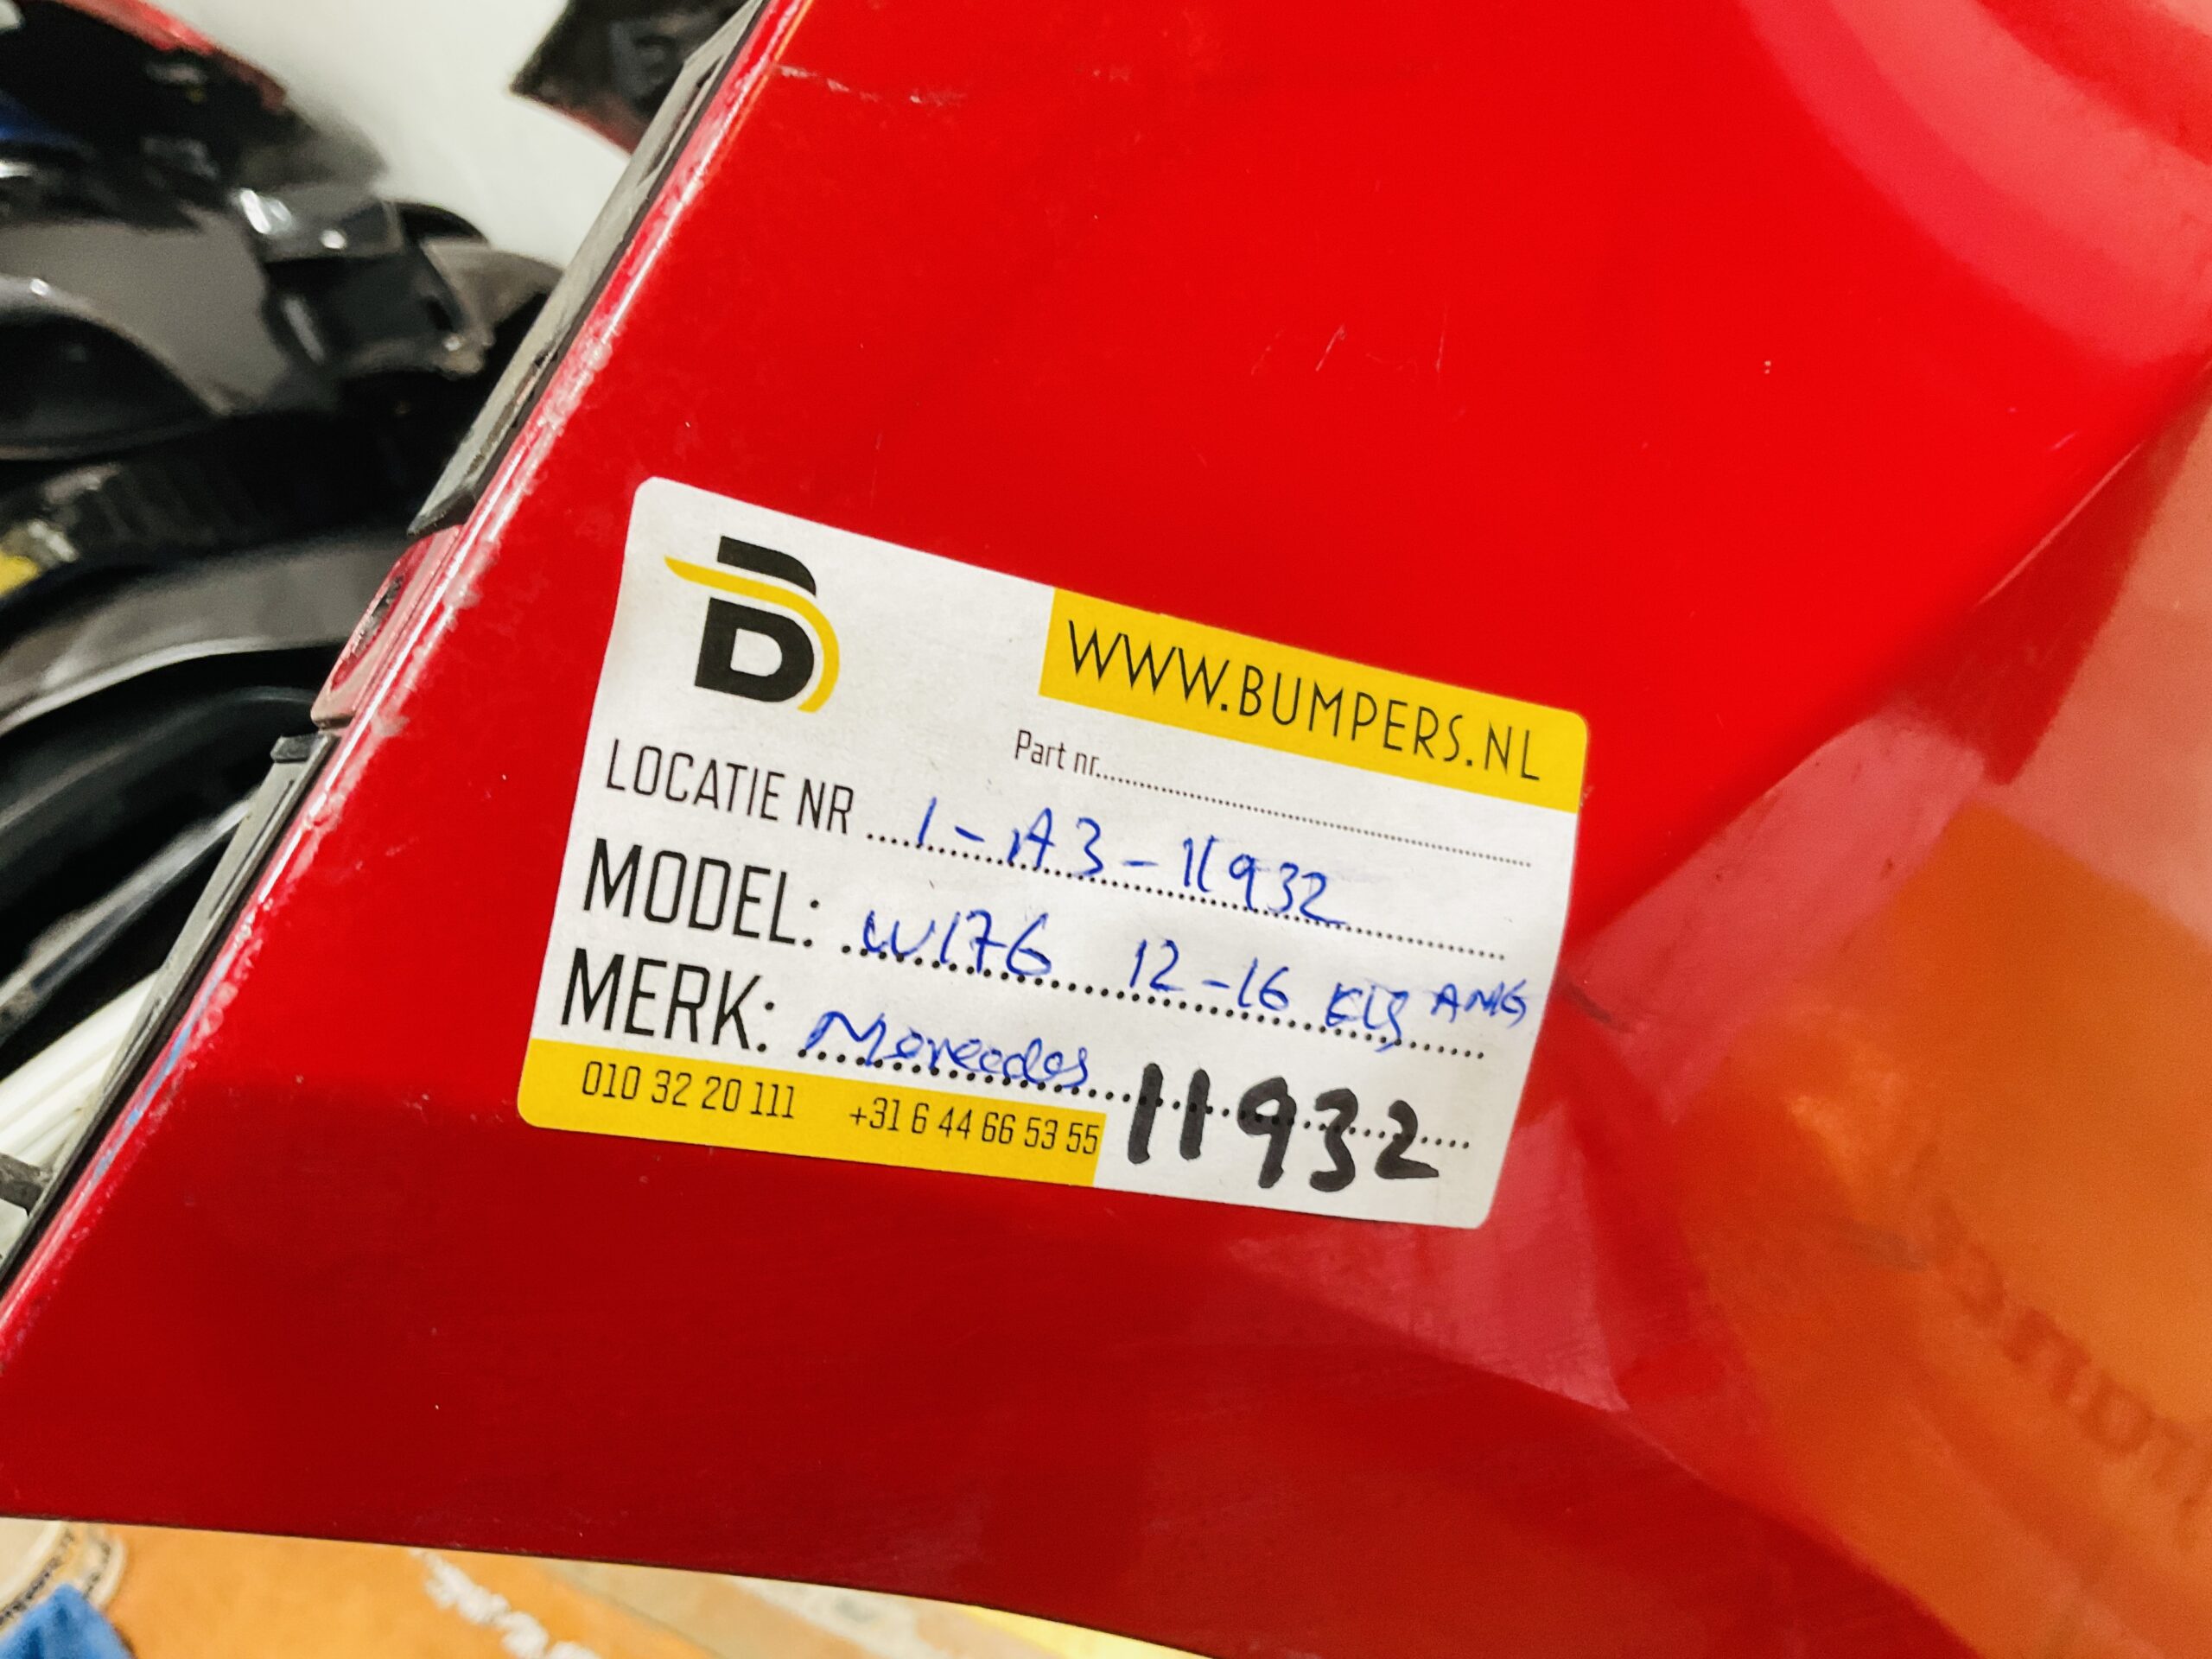 B
WWW.BUMPERS.NL
Part nr.
LOCATIE NR 1-A3-11932
MODEL: W176 12-16 AMG
MERK: Mercedes
010 32 20 111 +31 6 44 66 53 55
11932